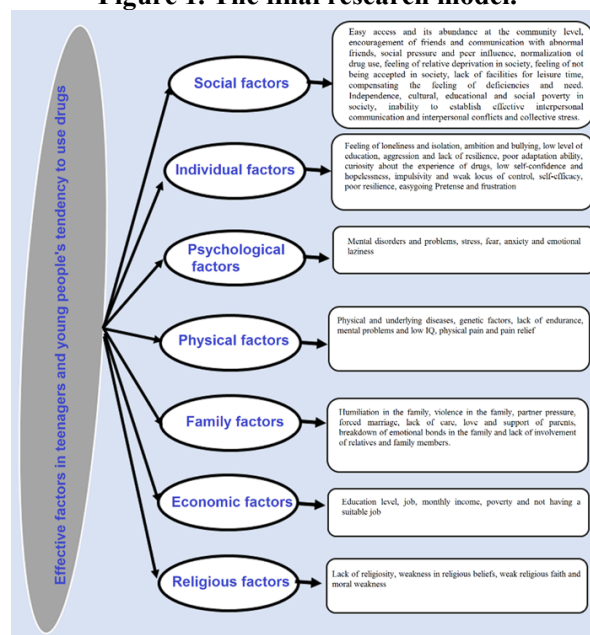 Figure 1. The final research model.
Effective factors in teenagers and young people's tendency to use drugs
Social factors
Easy access and its abundance at the community level,
encouragement of friends and communication with abnormal
friends, social pressure and peer influence, normalization of
drug use, feeling of relative deprivation in society, feeling of not
being accepted in society, lack of facilities for leisure time,
compensating the feeling of deficiencies and need.
Independence, cultural, educational and social poverty in
society, inability to establish effective interpersonal
communication and interpersonal conflicts and collective stress.
Individual factors
Feeling of loneliness and isolation, ambition and bullying, low level of
education, aggression and lack of resilience, poor adaptation ability,
curiosity about the experience of drugs, low self-confidence and
hopelessness, impulsivity and weak locus of control, self-efficacy,
poor resilience, easygoing Pretense and frustration
Psychological
factors
Mental disorders and problems, stress, fear, anxiety and emotional
laziness
Physical factors
Physical and underlying diseases, genetic factors, lack of endurance,
mental problems and low IQ, physical pain and pain relief
Family factors
Humiliation in the family, violence in the family, partner pressure,
forced marriage, lack of care, love and support of parents,
breakdown of emotional bonds in the family and lack of involvement
of relatives and family members.
Economic factors
Education level, job, monthly income, poverty and not having a
suitable job
Religious factors
Lack of religiosity, weakness in religious beliefs, weak religious faith and
moral weakness